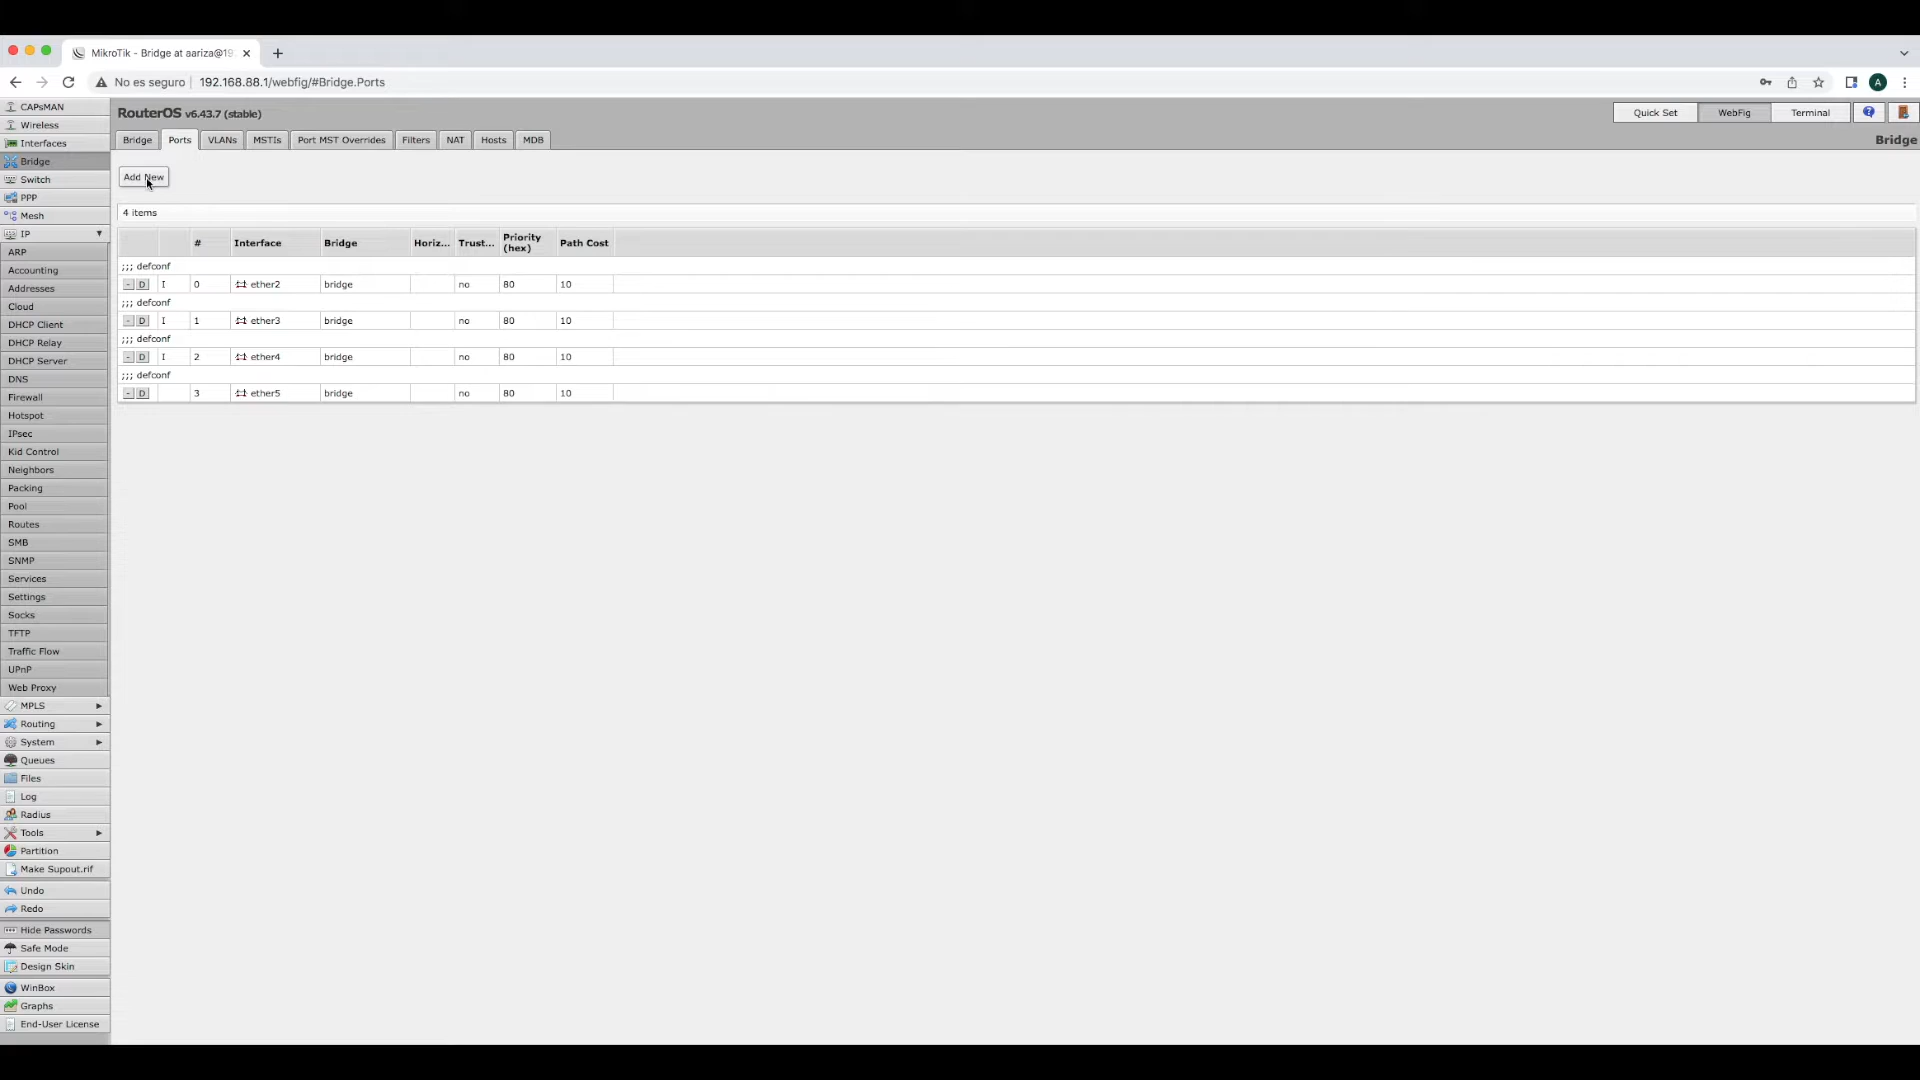 MikroTik - Bridge at aariza@19
No es seguro
192.168.88.1/webfig/#Bridge.Ports
A
CAPsMAN
Wireless
Interfaces
Bridge
Switch
PPP
Mesh
IP
ARP
Accounting
Addresses
Cloud
DHCP Client
DHCP Relay
DHCP Server
DNS
Firewall
Hotspot
IPsec
Kid Control
Neighbors
Packing
Pool
Routes
SMB
SNMP
Services
Settings
Socks
TFTP
Traffic Flow
UPnP
Web Proxy
MPLS
Routing
System
Queues
Files
Log
Radius
Tools
Partition
Make Supout.rif
Undo
Redo
Hide Passwords
Safe Mode
Design Skin
WinBox
Graphs
End-User License
RouterOS v6.43.7 (stable)
Quick Set WebFig Terminal ?
Bridge Ports VLANs MSTIs Port MST Overrides Filters NAT Hosts MDB
Bridge
Add New
4 items
# Interface Bridge Horiz... Trust... Priority (hex) Path Cost
;;; defconf
- D I 0 ether2 bridge no 80 10
;;; defconf
- D I 1 ether3 bridge no 80 10
;;; defconf
- D I 2 ether4 bridge no 80 10
;;; defconf
- D 3 ether5 bridge no 80 10